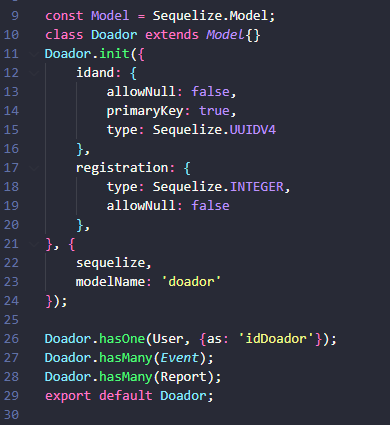 9 const Model = Sequelize.Model;
10 class Doador extends Model{}
11 Doador.init({
12     idand: {
13         allowNull: false,
14         primaryKey: true,
15         type: Sequelize.UUIDV4
16     },
17     registration: {
18         type: Sequelize.INTEGER,
19         allowNull: false
20     },
21 }, {
22     sequelize,
23     modelName: 'doador'
24 });
25
26 Doador.hasOne(User, {as: 'idDoador'});
27 Doador.hasMany(Event);
28 Doador.hasMany(Report);
29 export default Doador;
30